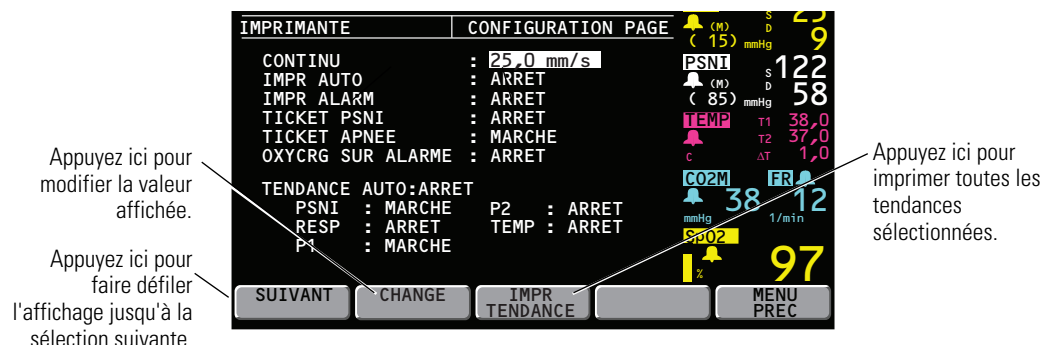 IMPRIMANTE CONFIGURATION PAGE
CONTINU : 25,0 mm/s
IMPR AUTO : ARRET
IMPR ALARM : ARRET
TICKET PSNI : ARRET
TICKET APNEE : MARCHE
OXYCRG SUR ALARME : ARRET
TENDANCE AUTO:ARRET
PSNI : MARCHE P2 : ARRET
RESP : ARRET TEMP : ARRET
P1 : MARCHE
(M) S 25
( 15) mmHg D 9
PSNI S 122
(M) D 58
( 85) mmHg
TEMP T1 38,0
T2 37,0
C ΔT 1,0
CO2M FR
38 12
mmHg 1/min
SpO2
% 97
SUIVANT CHANGE IMPR TENDANCE MENU PREC
Appuyez ici pour
modifier la valeur
affichée.
Appuyez ici pour
faire défiler
l'affichage jusqu'à la
sélection suivante.
Appuyez ici pour
imprimer toutes les
tendances
sélectionnées.